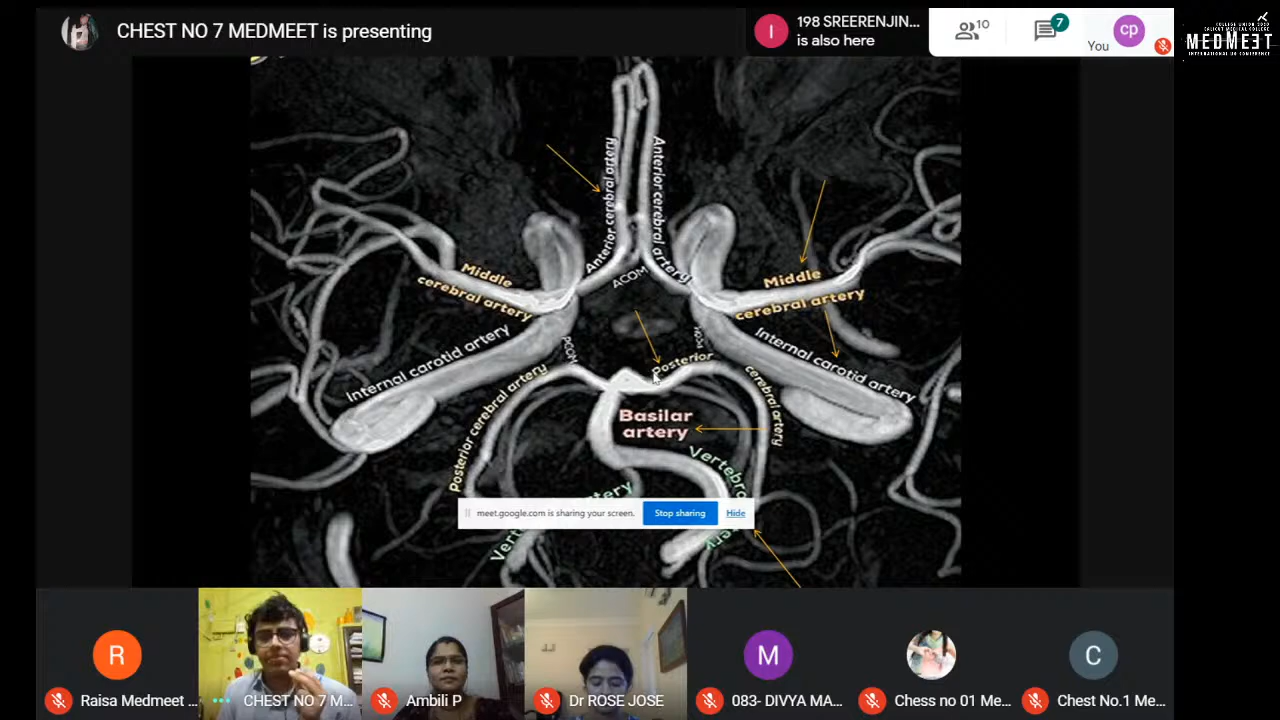 CHEST NO 7 MEDMEET is presenting
I
198 SREERENJIN...
is also here
10
7
You
cp
MEDMEET
Anterior cerebral artery
Anterior cerebral artery
ACOM
Middle
cerebral artery
Middle
cerebral artery
Internal carotid artery
Internal carotid artery
PCOM
PCOM
Posterior cerebral artery
Posterior
cerebral artery
Basilar
artery
meet.google.com is sharing your screen.
Stop sharing
Hide
R
Raisa Medmeet ...
CHEST NO 7 M...
Ambili P
Dr ROSE JOSE
M
083- DIVYA MA...
Chess no 01 Me...
C
Chest No.1 Me...